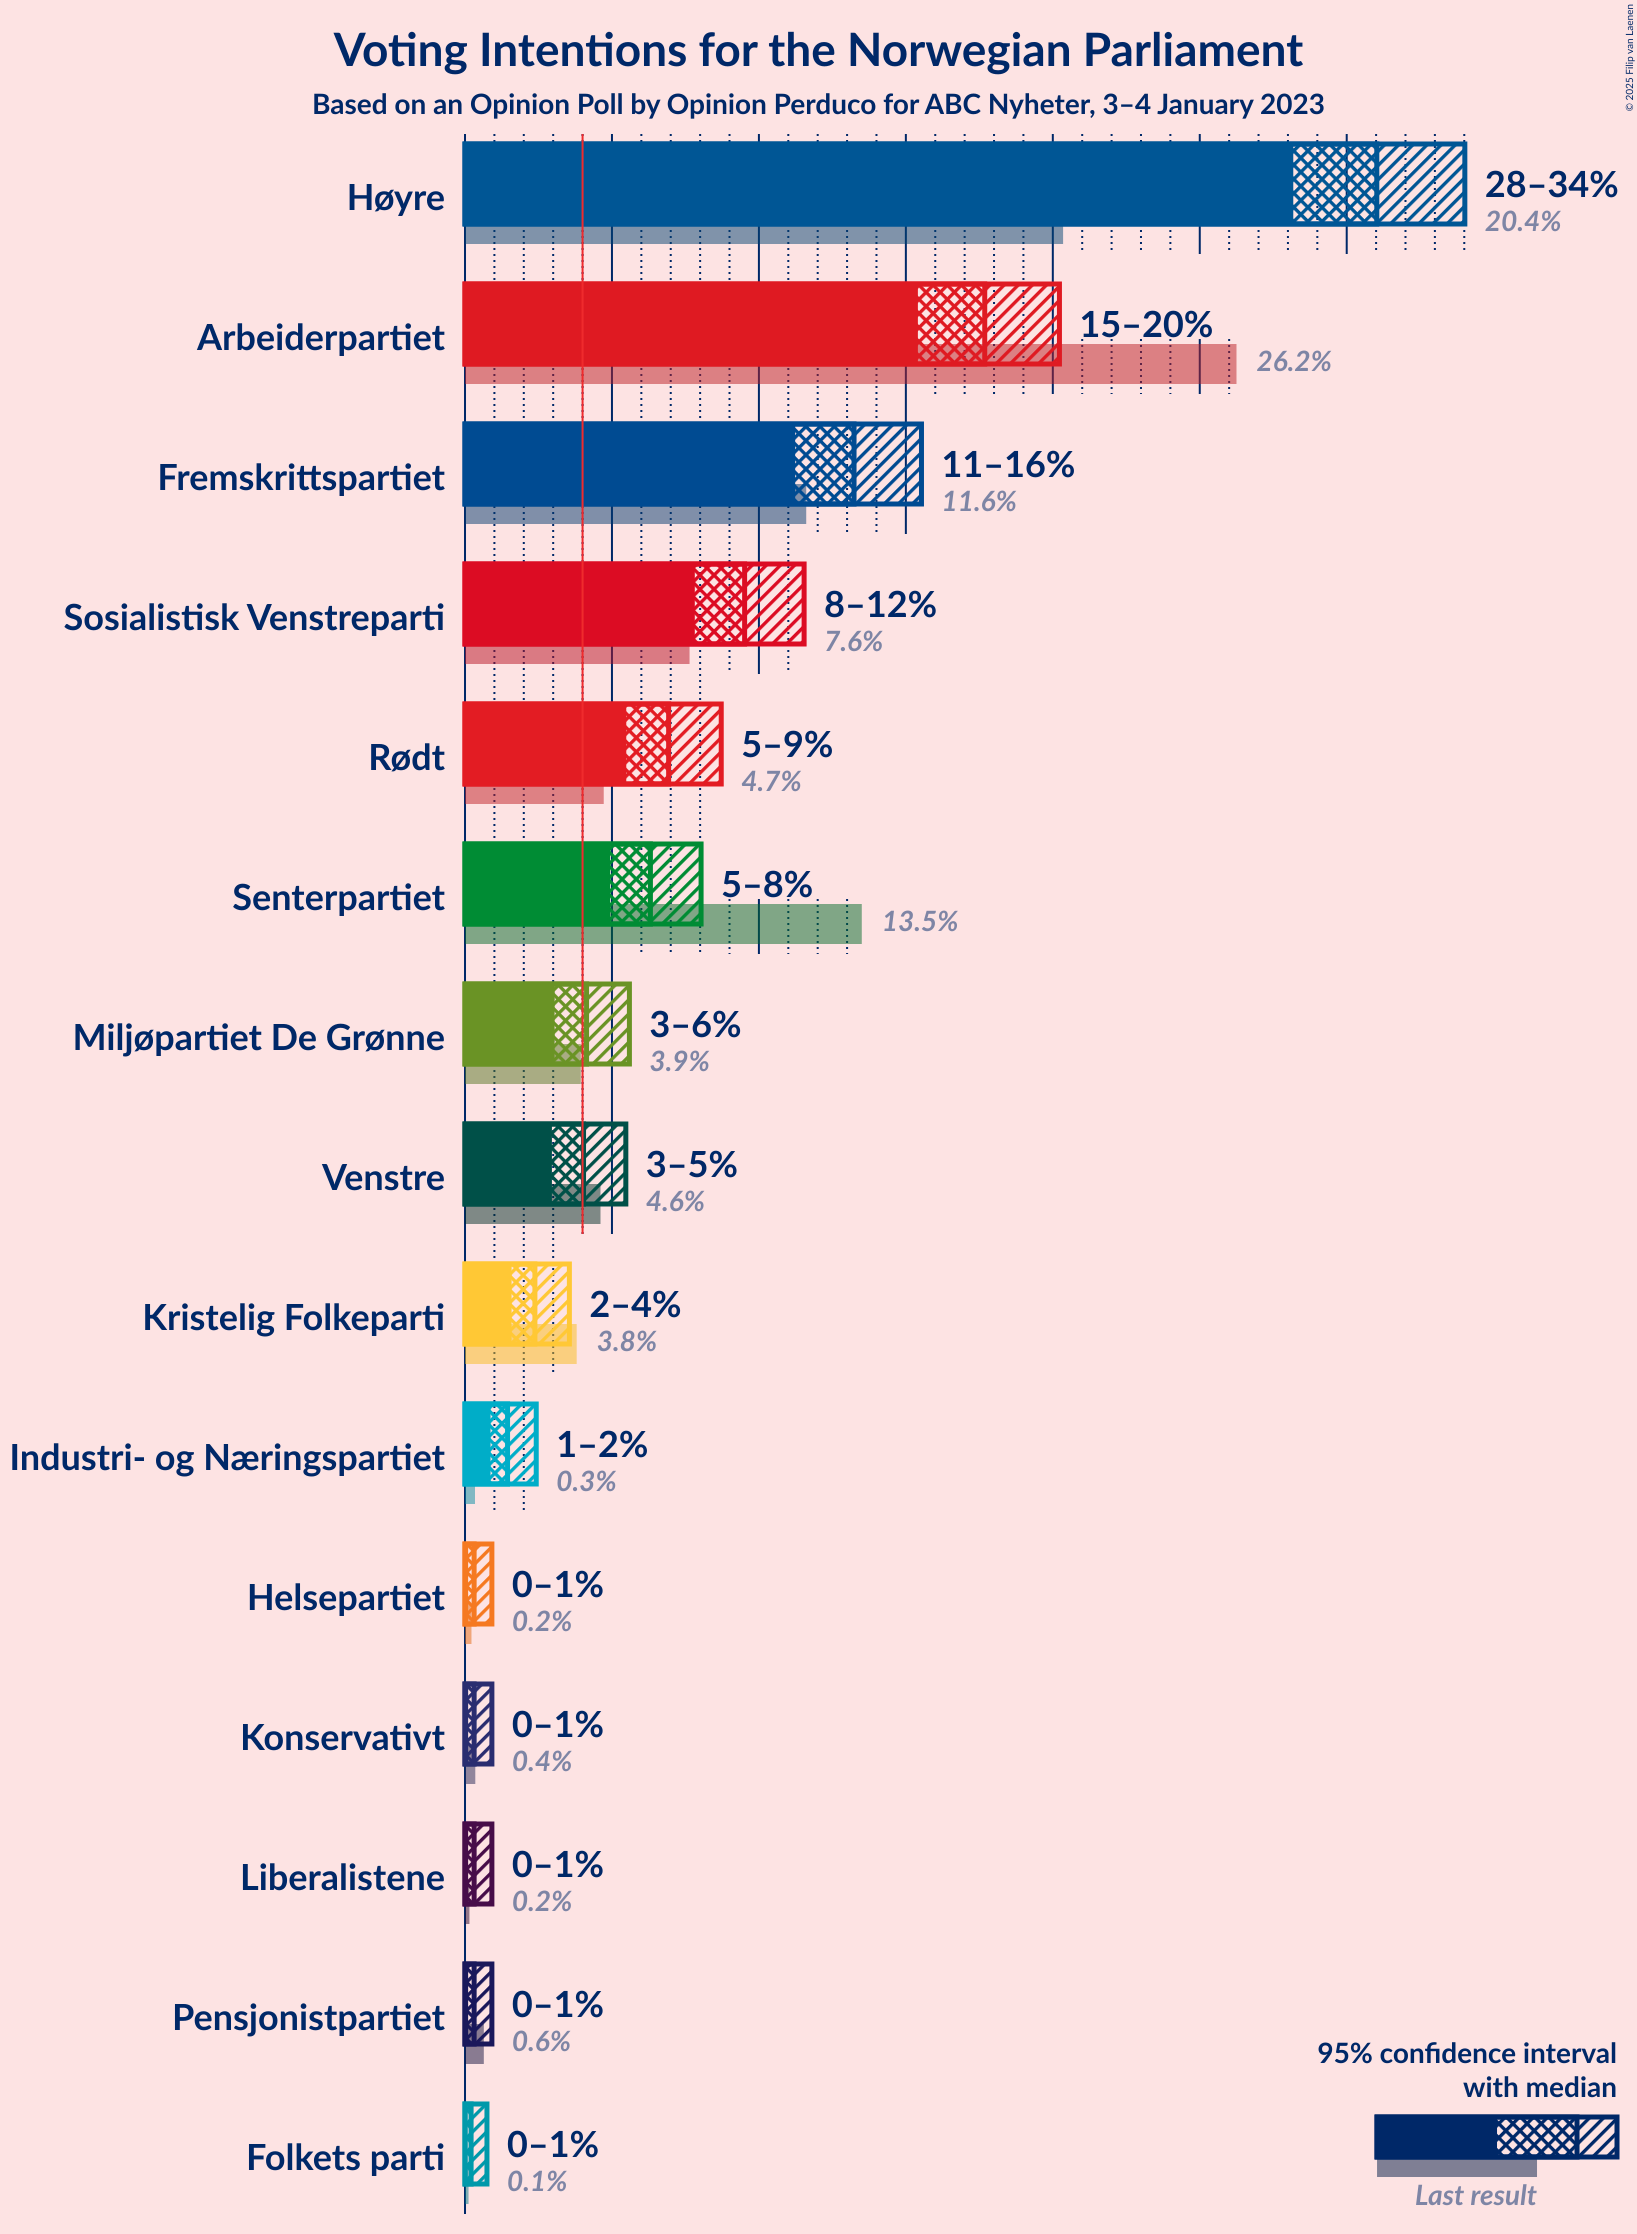 © 2025 Filip van Laenen
Voting Intentions for the Norwegian Parliament
Based on an Opinion Poll by Opinion Perduco for ABC Nyheter, 3–4 January 2023
Høyre
28–34%
20.4%
Arbeiderpartiet
15–20%
26.2%
Fremskrittspartiet
11–16%
11.6%
Sosialistisk Venstreparti
8–12%
7.6%
Rødt
5–9%
4.7%
Senterpartiet
5–8%
13.5%
Miljøpartiet De Grønne
3–6%
3.9%
Venstre
3–5%
4.6%
Kristelig Folkeparti
2–4%
3.8%
Industri- og Næringspartiet
1–2%
0.3%
Helsepartiet
0–1%
0.2%
Konservativt
0–1%
0.4%
Liberalistene
0–1%
0.2%
Pensjonistpartiet
0–1%
0.6%
Folkets parti
0–1%
0.1%
95% confidence interval
with median
Last result